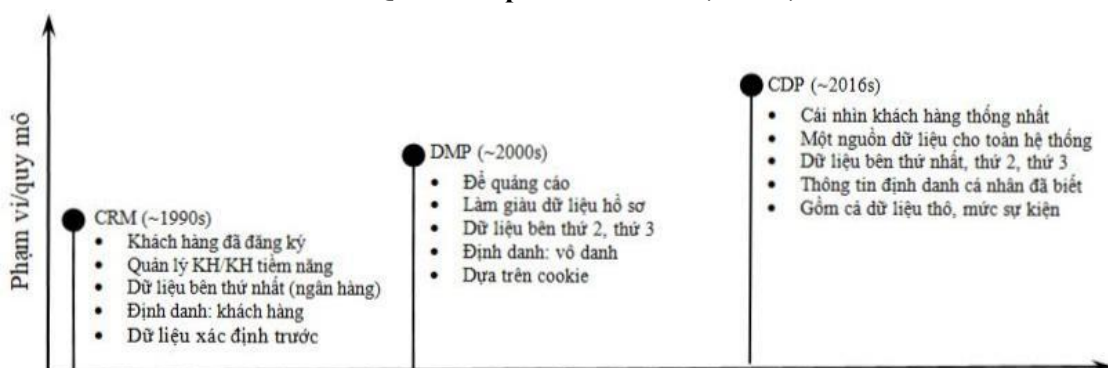 Phạm vi/quy mô
CRM (~1990s)
• Khách hàng đã đăng ký
• Quản lý KH/KH tiềm năng
• Dữ liệu bên thứ nhất (ngân hàng)
• Định danh: khách hàng
• Dữ liệu xác định trước
DMP (~2000s)
• Để quảng cáo
• Làm giàu dữ liệu hồ sơ
• Dữ liệu bên thứ 2, thứ 3
• Định danh: vô danh
• Dựa trên cookie
CDP (~2016s)
• Cái nhìn khách hàng thống nhất
• Một nguồn dữ liệu cho toàn hệ thống
• Dữ liệu bên thứ nhất, thứ 2, thứ 3
• Thông tin định danh cá nhân đã biết
• Gồm cả dữ liệu thô, mức sự kiện